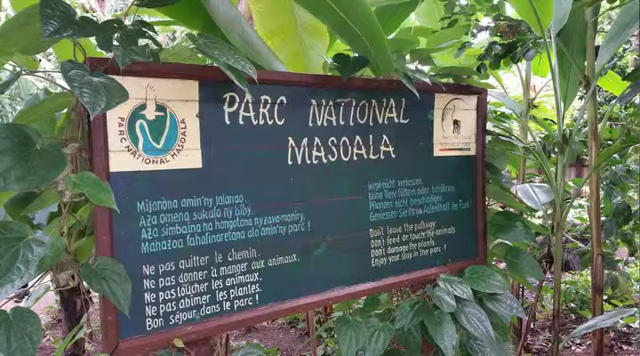 PARC NATIONAL
MASOALA
PARC NATIONAL MASOALA
Mijanona amin'ny lalanao.
Aza omena sakafo ny biby.
Aza simbaina na hongotana ny zava-maniry.
Mahazoa fahafinaretana ato amin'ny parc !
Ne pas quitter le chemin.
Ne pas donner à manger aux animaux.
Ne pas toucher les animaux.
Ne pas abimer les plantes.
Bon séjour dans le parc !
Wege nicht verlassen.
Keine Tiere füttern oder berühren.
Pflanzen nicht beschädigen.
Geniessen Sie Ihren Aufenthalt im Park!
Don't leave the pathway
Don't feed or touch the animals
Don't damage the plants.
Enjoy your stay in the parc !